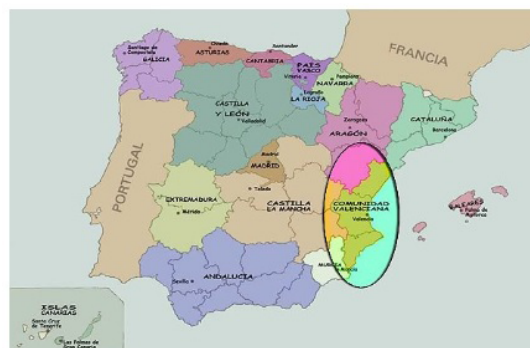 Santiago de
Compostela
GALICIA
Oviedo
ASTURIAS
Santander
CANTABRIA
PAIS
VASCO
Vitoria
Pamplona
NAVARRA
Logroño
LA RIOJA
FRANCIA
CASTILLA
Y LEÓN
Valladolid
Zaragoza
ARAGÓN
CATALUÑA
Barcelona
Madrid
MADRID
PORTUGAL
Toledo
CASTILLA
LA MANCHA
EXTREMADURA
Mérida
COMUNIDAD
VALENCIANA
Valencia
BALEARES
Palma de
Mallorca
MURCIA
Murcia
ANDALUCIA
Sevilla
ISLAS
CANARIAS
Santa Cruz
de Tenerife
Las Palmas de
Gran Canaria